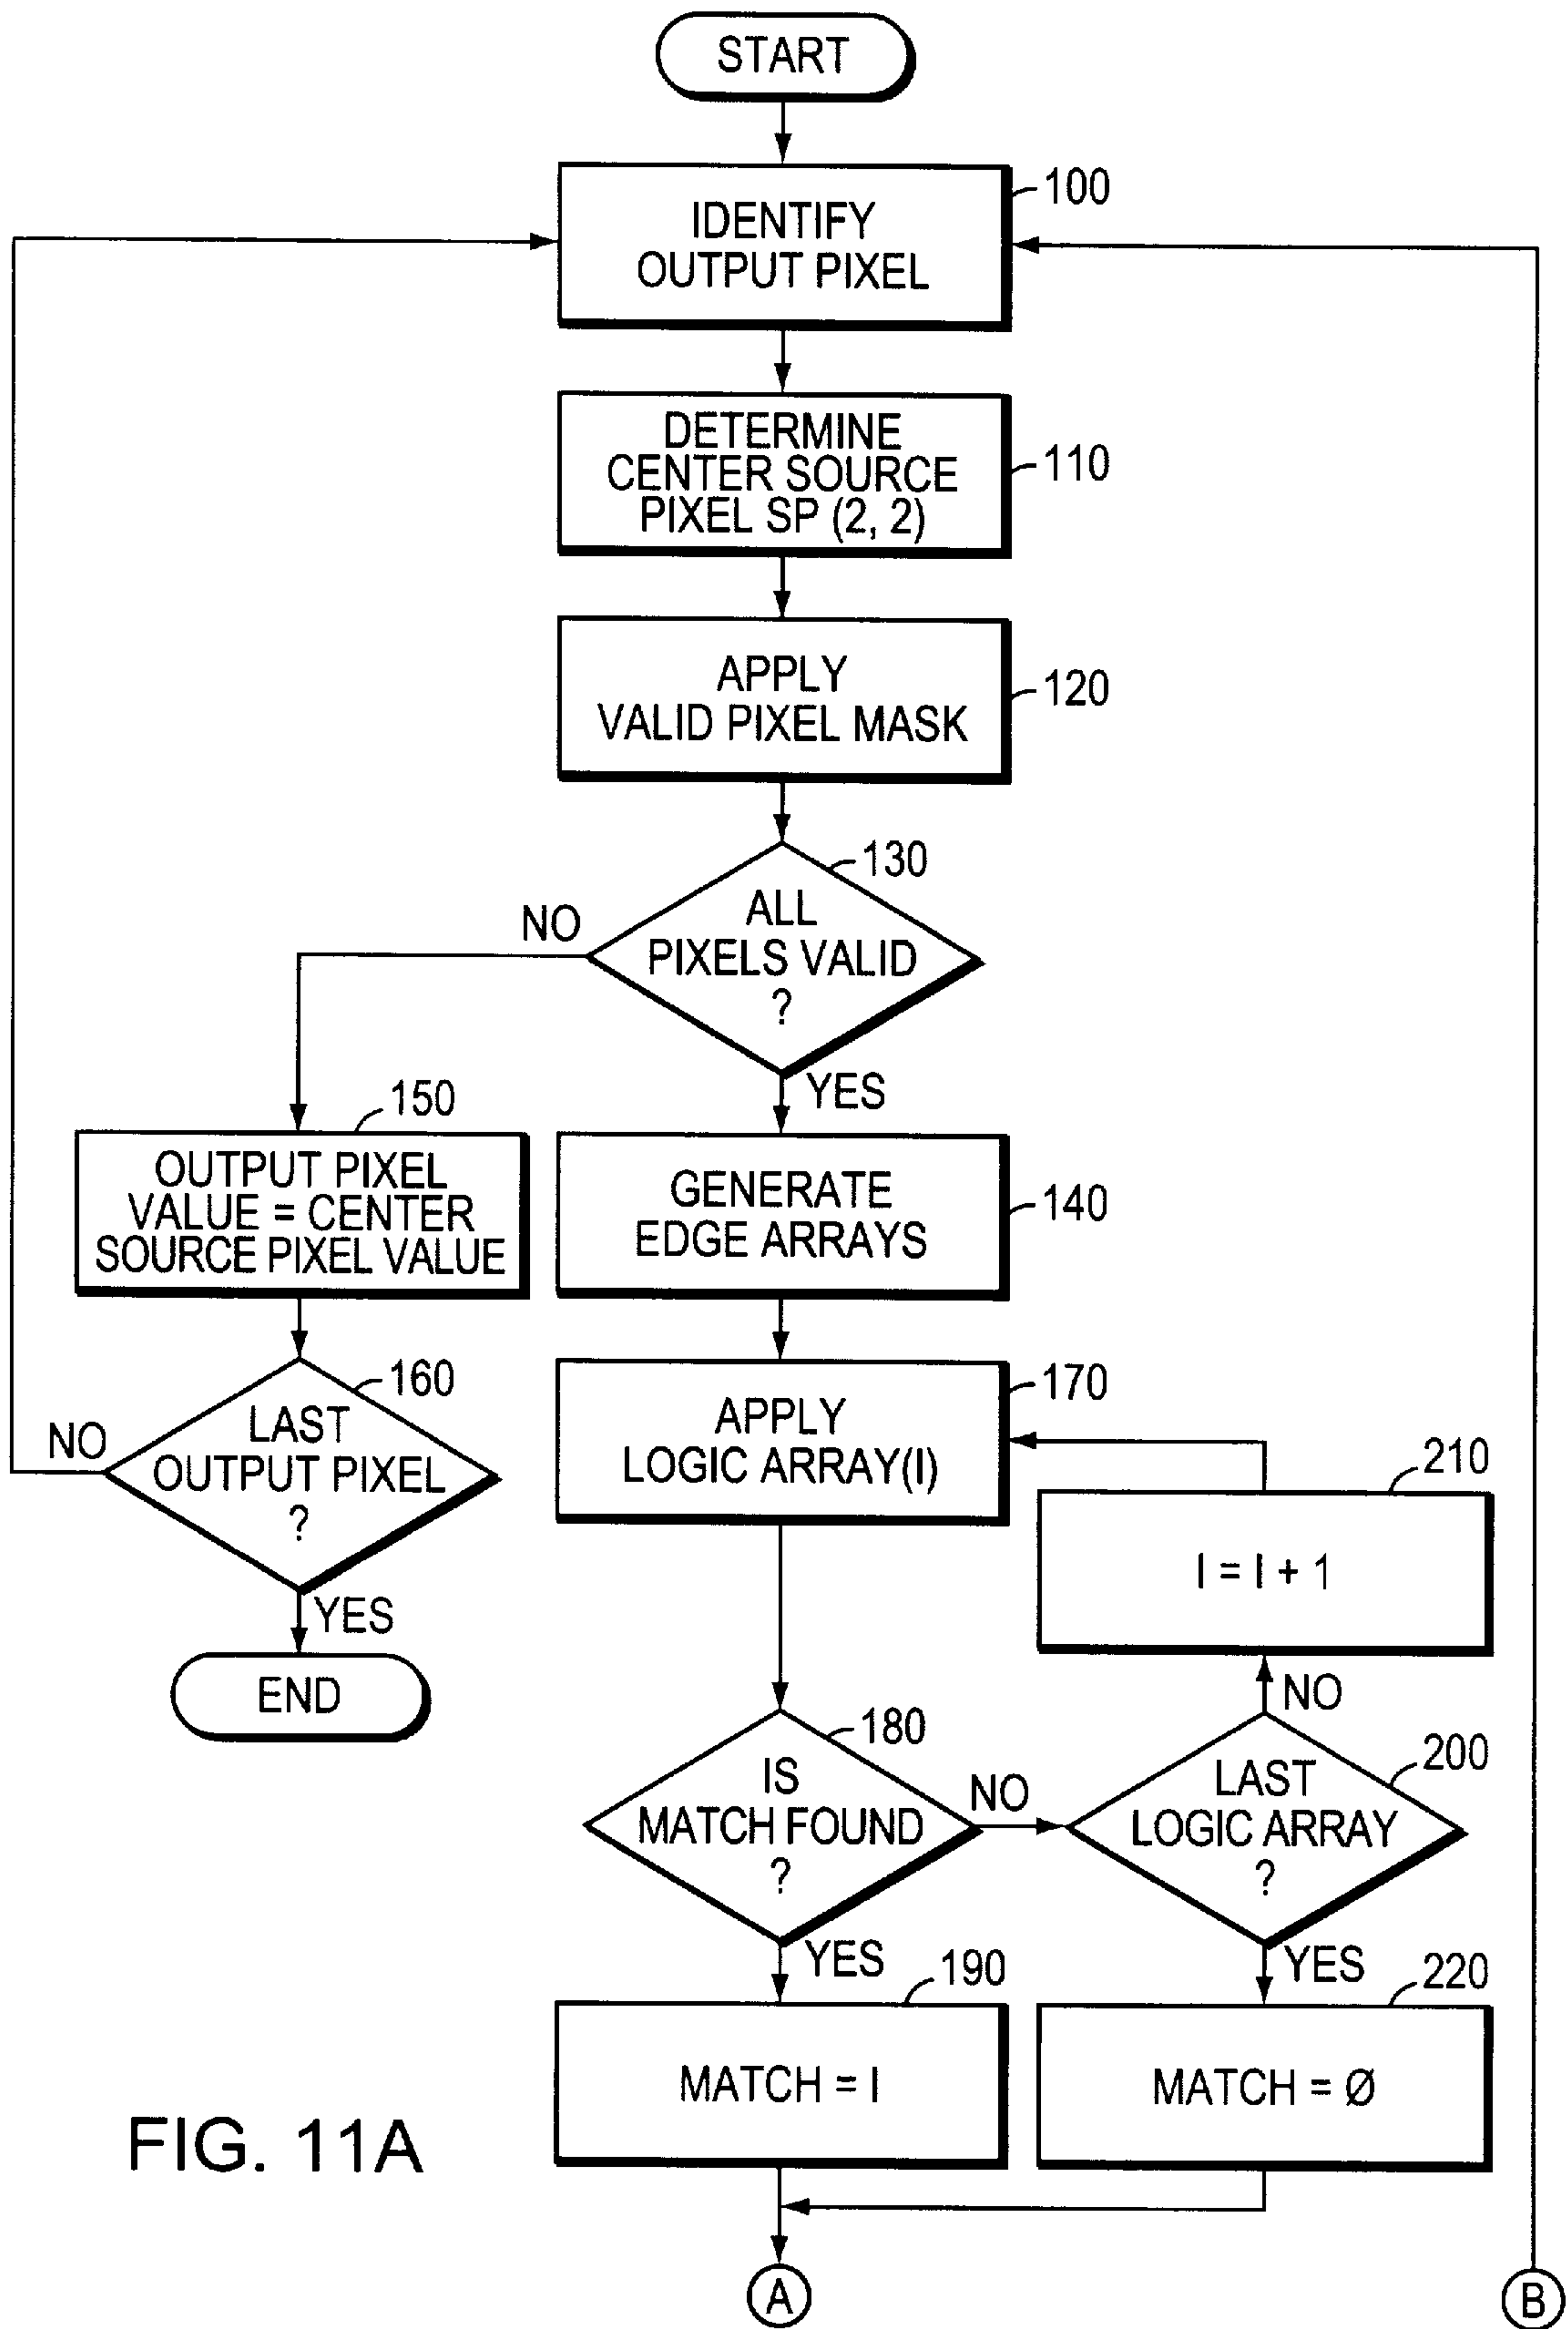 START
100
IDENTIFY
OUTPUT PIXEL
DETERMINE
CENTER SOURCE
PIXEL SP (2, 2)
110
APPLY
VALID PIXEL MASK
120
130
ALL
PIXELS VALID
?
NO
YES
150
OUTPUT PIXEL
VALUE = CENTER
SOURCE PIXEL VALUE
GENERATE
EDGE ARRAYS
140
160
LAST
OUTPUT PIXEL
?
NO
YES
END
170
APPLY
LOGIC ARRAY(I)
210
I = I + 1
NO
180
IS
MATCH FOUND
?
NO
YES
200
LAST
LOGIC ARRAY
?
YES
190
MATCH = I
220
MATCH = Ø
FIG. 11A
A
B